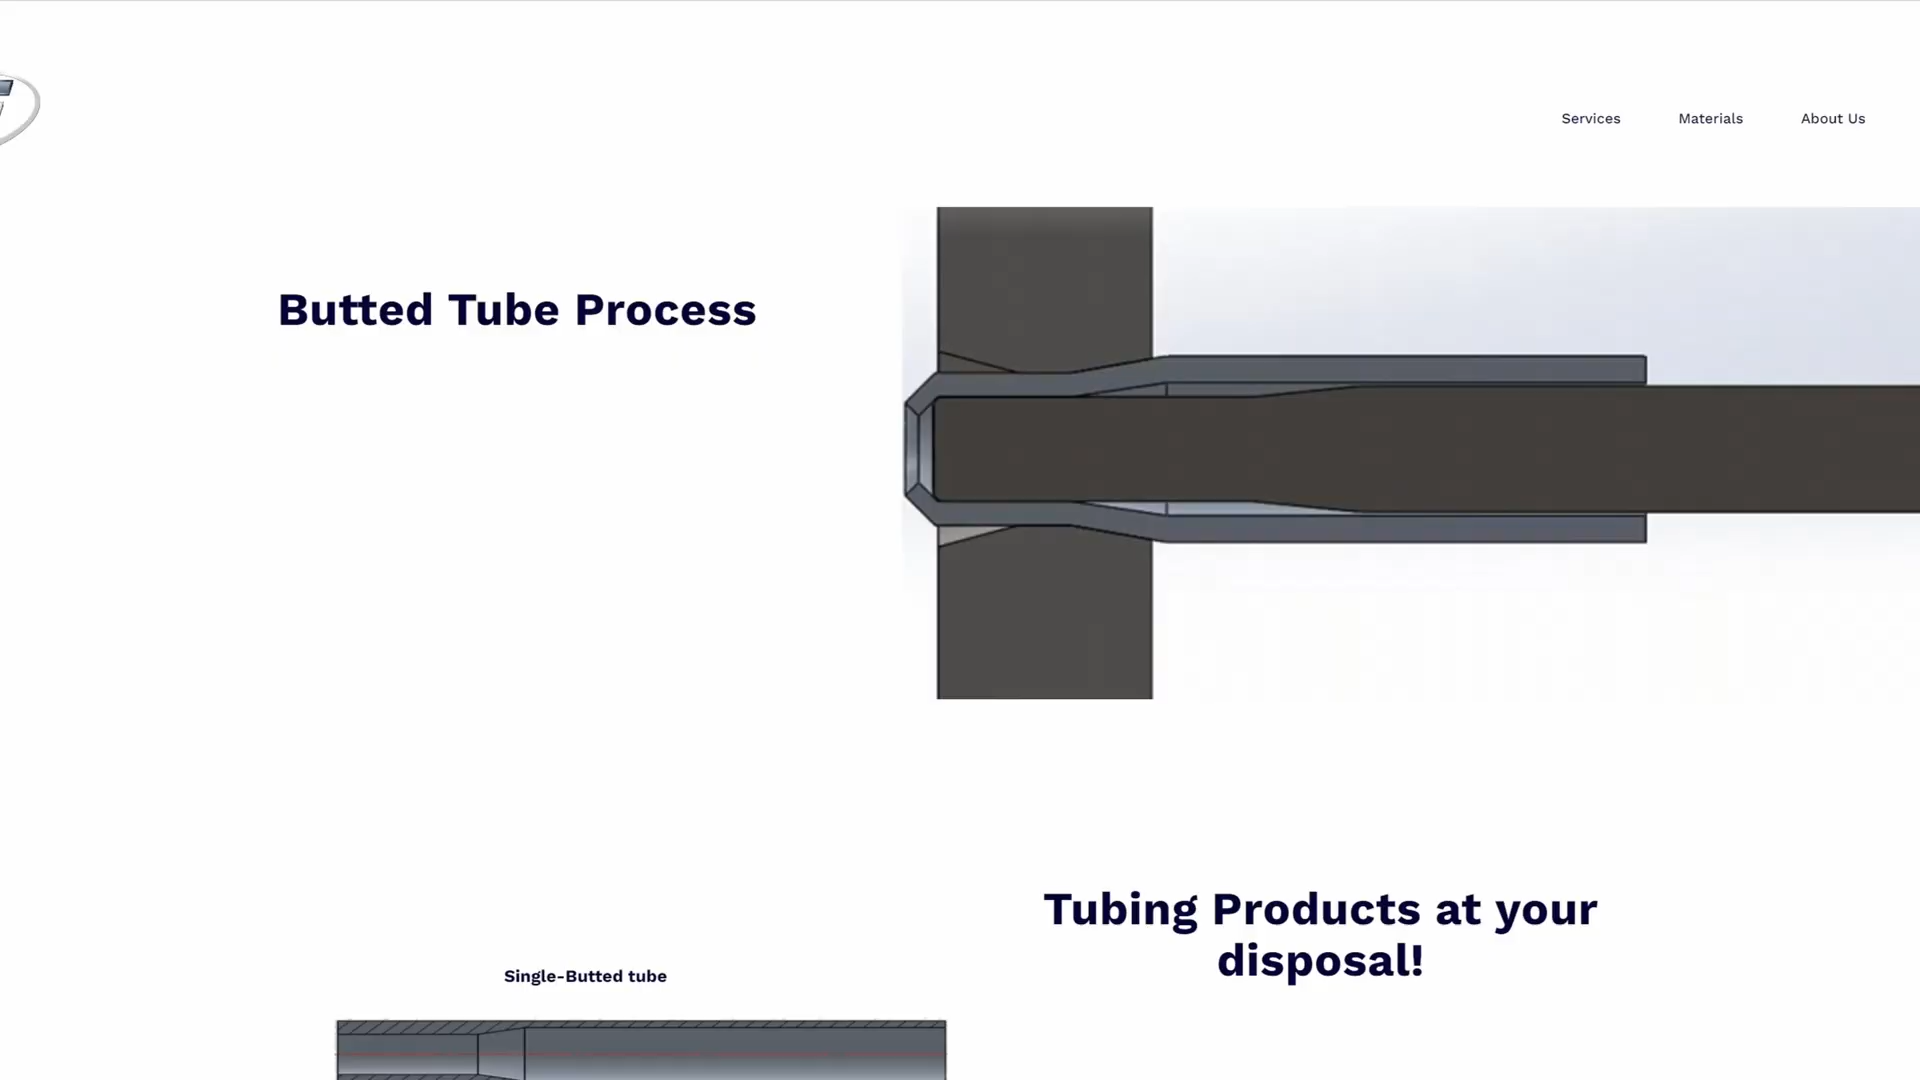 Services
Materials
About Us
Butted Tube Process
Tubing Products at your
disposal!
Single-Butted tube